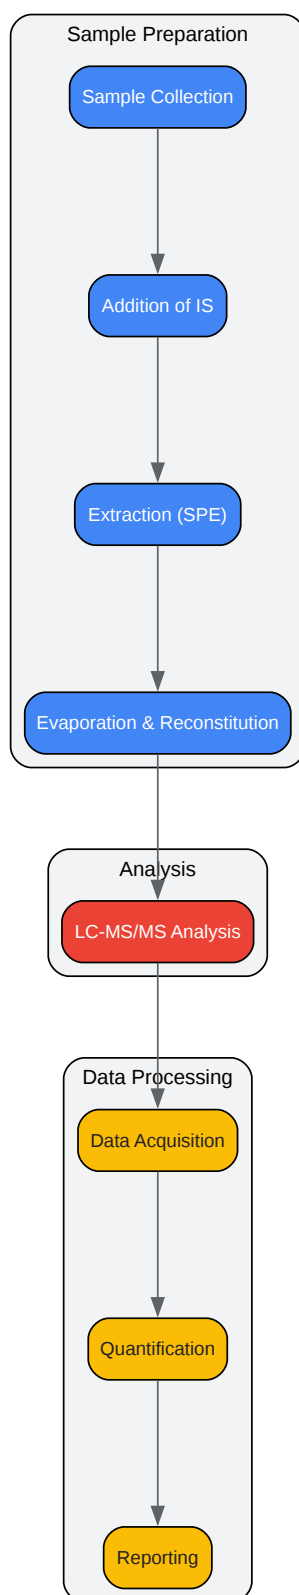 Sample Preparation
Sample Collection
Addition of IS
Extraction (SPE)
Evaporation & Reconstitution
Analysis
LC-MS/MS Analysis
Data Processing
Data Acquisition
Quantification
Reporting